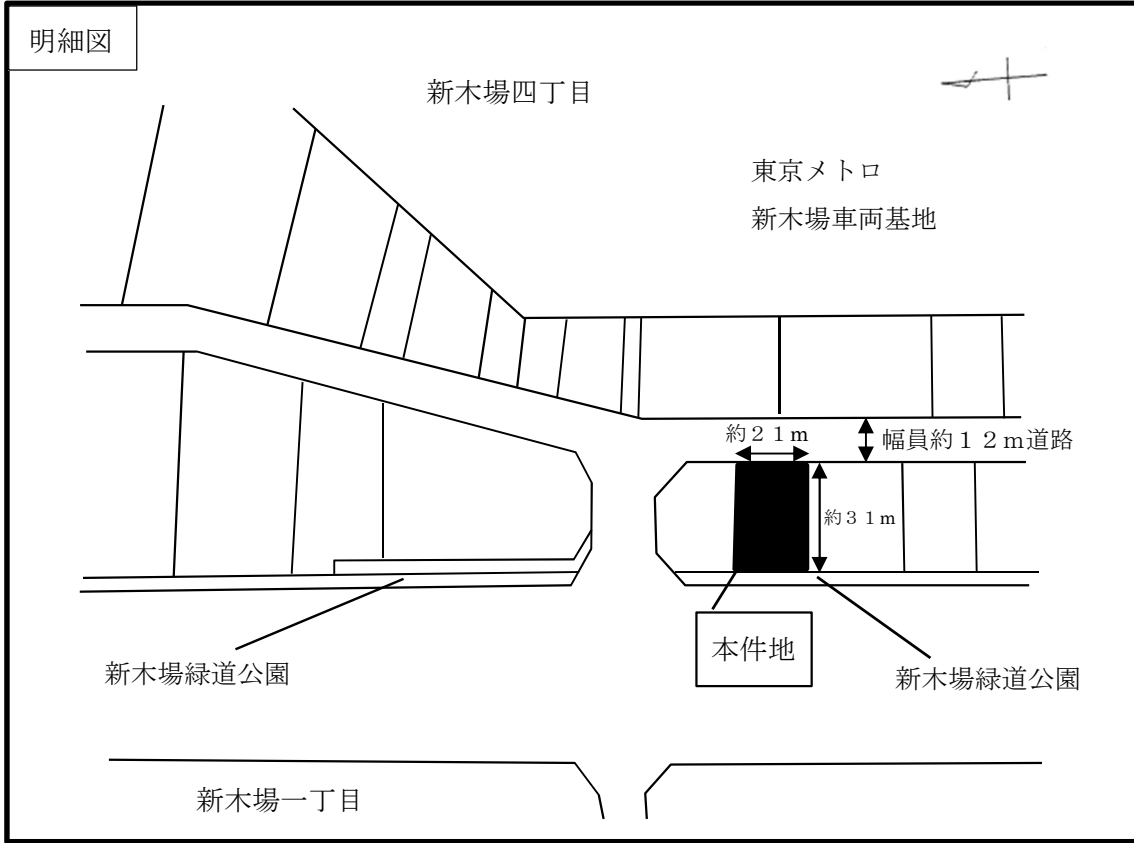 明細図
新木場四丁目
東京メトロ
新木場車両基地
約２１ｍ
幅員約１２ｍ道路
約３１ｍ
本件地
新木場緑道公園
新木場緑道公園
新木場一丁目